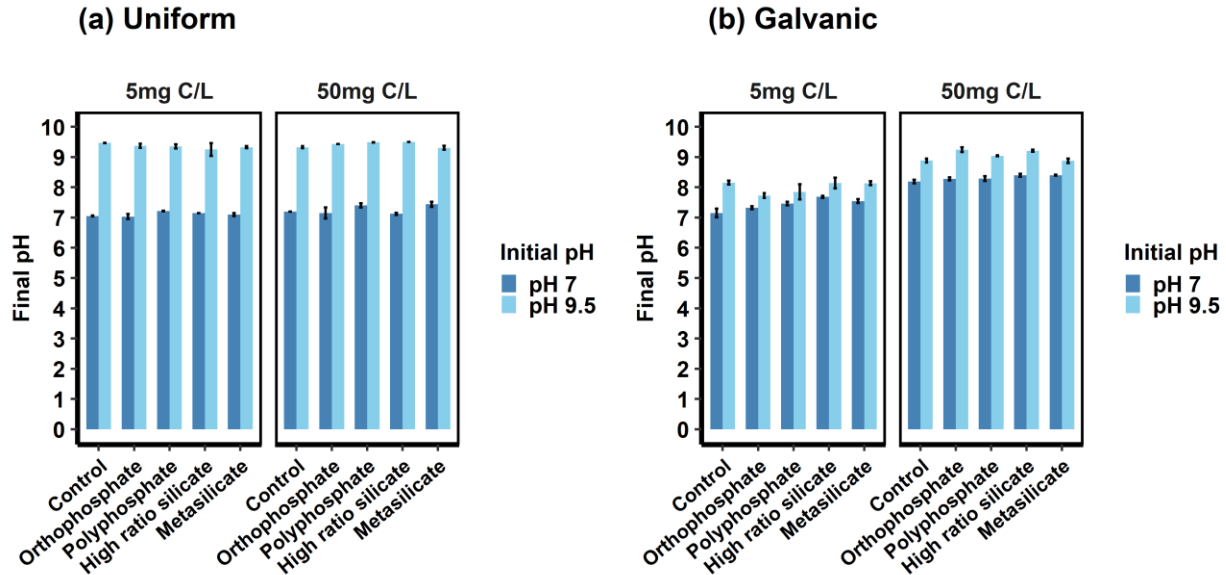 (a) Uniform
5mg C/L
50mg C/L
Final pH
10
9
8
7
6
5
4
3
2
1
0
Control
Orthophosphate
Polyphosphate
High ratio silicate
Metasilicate
Control
Orthophosphate
Polyphosphate
High ratio silicate
Metasilicate
Initial pH
pH 7
pH 9.5
(b) Galvanic
5mg C/L
50mg C/L
Final pH
10
9
8
7
6
5
4
3
2
1
0
Control
Orthophosphate
Polyphosphate
High ratio silicate
Metasilicate
Control
Orthophosphate
Polyphosphate
High ratio silicate
Metasilicate
Initial pH
pH 7
pH 9.5